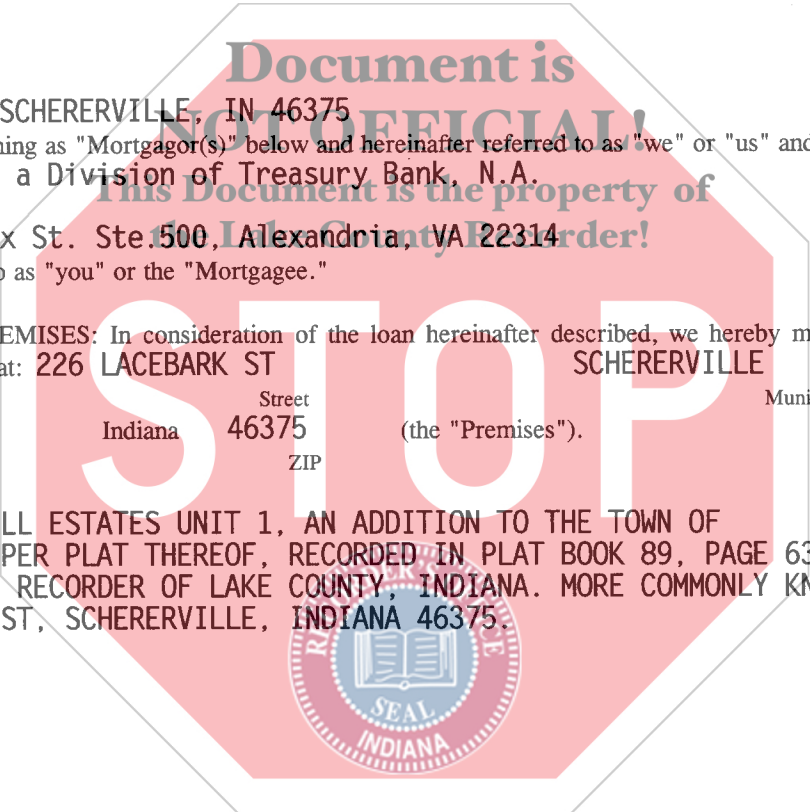 Document is
SCHERERVILLE, IN 46375
NOT OFFICIAL!
ning as "Mortgagor(s)" below and hereinafter referred to as "we" or "us" and
a Division of Treasury Bank, N.A.
This Document is the property of
x St. Ste.500, Alexandria, VA 22314
the Lake County Recorder!
o as "you" or the "Mortgagee."
EMISES: In consideration of the loan hereinafter described, we hereby m
at: 226 LACEBARK ST SCHERERVILLE
Street Muni
Indiana 46375 (the "Premises").
ZIP
STOP
LL ESTATES UNIT 1, AN ADDITION TO THE TOWN OF
PER PLAT THEREOF, RECORDED IN PLAT BOOK 89, PAGE 63
RECORDER OF LAKE COUNTY, INDIANA. MORE COMMONLY KN
ST, SCHERERVILLE, INDIANA 46375.
SEAL
INDIANA